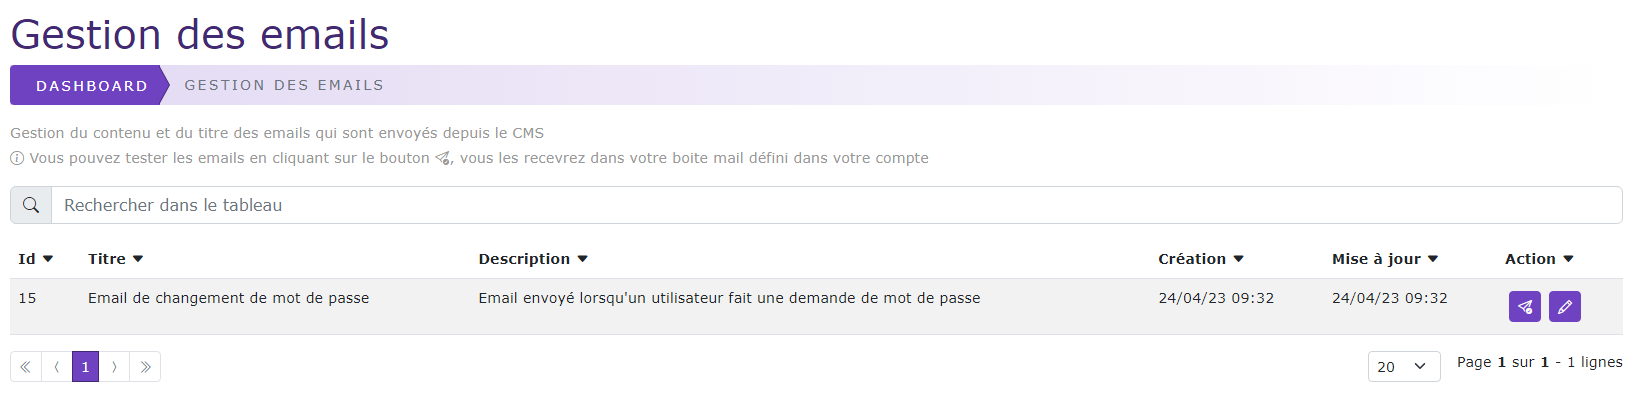 Gestion des emails
DASHBOARD GESTION DES EMAILS
Gestion du contenu et du titre des emails qui sont envoyés depuis le CMS
Vous pouvez tester les emails en cliquant sur le bouton , vous les recevrez dans votre boite mail défini dans votre compte
Rechercher dans le tableau
Id Titre Description Création Mise à jour Action
15 Email de changement de mot de passe Email envoyé lorsqu'un utilisateur fait une demande de mot de passe 24/04/23 09:32 24/04/23 09:32
« ‹ 1 › » 20 Page 1 sur 1 - 1 lignes